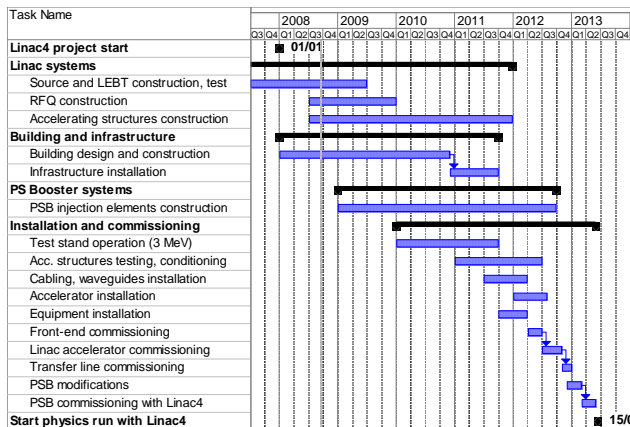 Task Name
2008 2009 2010 2011 2012 2013
Q3 Q4 Q1 Q2 Q3 Q4 Q1 Q2 Q3 Q4 Q1 Q2 Q3 Q4 Q1 Q2 Q3 Q4 Q1 Q2 Q3 Q4 Q1 Q2 Q3 Q4
Linac4 project start 01/01
Linac systems
Source and LEBT construction, test
RFQ construction
Accelerating structures construction
Building and infrastructure
Building design and construction
Infrastructure installation
PS Booster systems
PSB injection elements construction
Installation and commissioning
Test stand operation (3 MeV)
Acc. structures testing, conditioning
Cabling, waveguides installation
Accelerator installation
Equipment installation
Front-end commissioning
Linac accelerator commissioning
Transfer line commissioning
PSB modifications
PSB commissioning with Linac4
Start physics run with Linac4